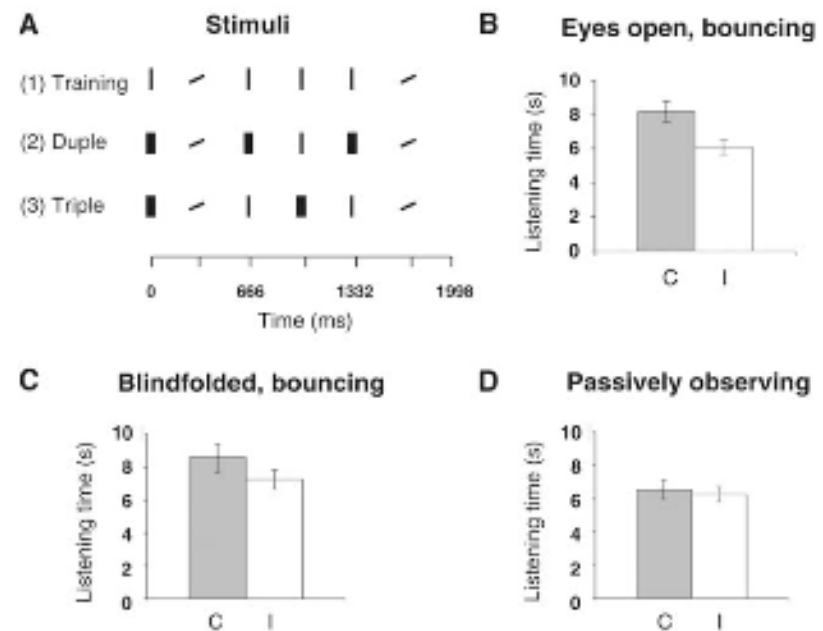 A Stimuli
(1) Training
(2) Duple
(3) Triple
0 666 1332 1998
Time (ms)
B Eyes open, bouncing
Listening time (s)
10
8
6
4
2
0
C I
C Blindfolded, bouncing
Listening time (s)
10
8
6
4
2
0
C I
D Passively observing
Listening time (s)
10
8
6
4
2
0
C I